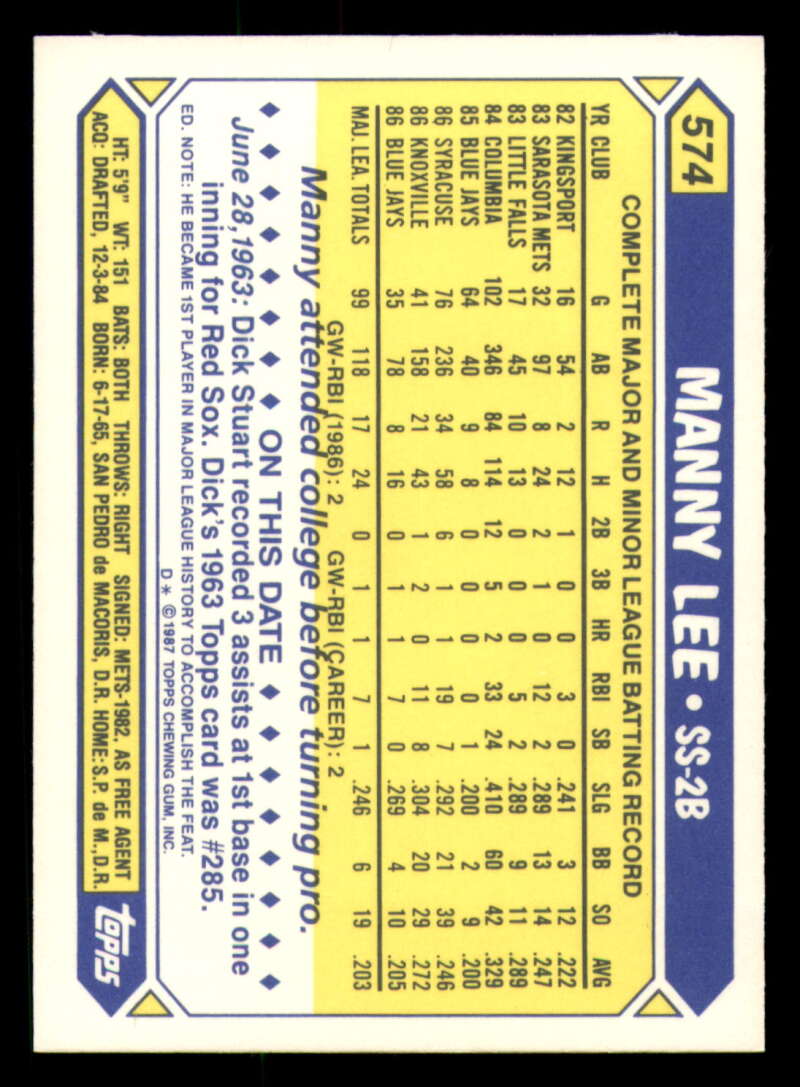 574 MANNY LEE • SS-2B
COMPLETE MAJOR AND MINOR LEAGUE BATTING RECORD
YR CLUB G AB R H 2B 3B HR RBI SB SLG BB SO AVG
82 KINGSPORT 16 54 2 12 1 0 0 3 0 .241 3 12 .222
83 SARASOTA METS 32 97 8 24 2 1 0 12 2 .289 13 14 .247
83 LITTLE FALLS 17 45 10 13 0 0 0 5 2 .289 9 11 .289
84 COLUMBIA 102 346 84 114 12 5 2 33 24 .410 60 42 .329
85 BLUE JAYS 64 40 9 8 0 0 0 0 1 .200 2 9 .200
86 SYRACUSE 76 236 34 58 6 1 1 19 7 .292 21 39 .246
86 KNOXVILLE 41 158 21 43 1 2 0 11 8 .304 20 29 .272
86 BLUE JAYS 35 78 8 16 0 1 1 7 0 .269 4 10 .205
MAJ. LEA. TOTALS 99 118 17 24 0 1 1 7 1 .246 6 19 .203
GW-RBI (1986): 2 GW-RBI (CAREER): 2
Manny attended college before turning pro.
◆ ◆ ◆ ◆ ◆ ◆ ◆ ◆ ON THIS DATE ◆ ◆ ◆ ◆ ◆ ◆ ◆ ◆
June 28, 1963: Dick Stuart recorded 3 assists at 1st base in one
inning for Red Sox. Dick's 1963 Topps card was #285.
ED. NOTE: HE BECAME 1ST PLAYER IN MAJOR LEAGUE HISTORY TO ACCOMPLISH THE FEAT.
D* ©1987 TOPPS CHEWING GUM, INC.
HT: 5'9" WT: 151 BATS: BOTH THROWS: RIGHT SIGNED: METS-1982, AS FREE AGENT
ACQ: DRAFTED, 12-3-84 BORN: 6-17-65, SAN PEDRO de MACORIS, D.R. HOME: S.P. de M., D.R.
TOPPS